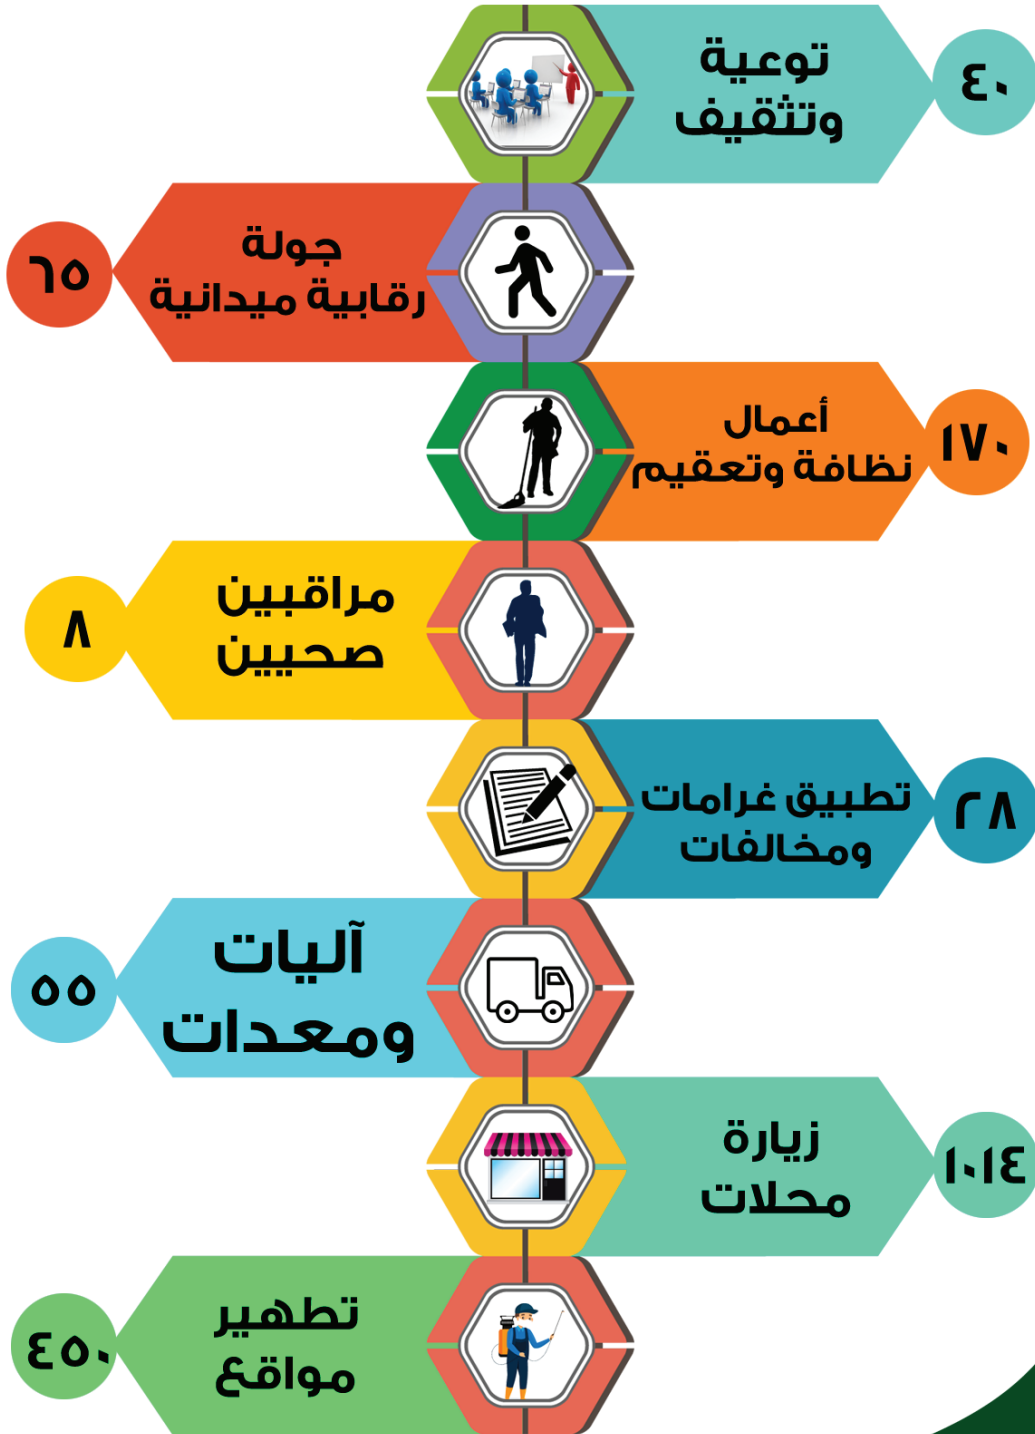 توعية
وتثقيف
٤٠
جولة
رقابية ميدانية
٦٥
أعمال
نظافة وتعقيم
١٧٠
مراقبين
صحيين
٨
تطبيق غرامات
ومخالفات
٢٨
آليات
ومعدات
٥٥
زيارة
محلات
١٠١٤
تطهير
مواقع
٤٥٠